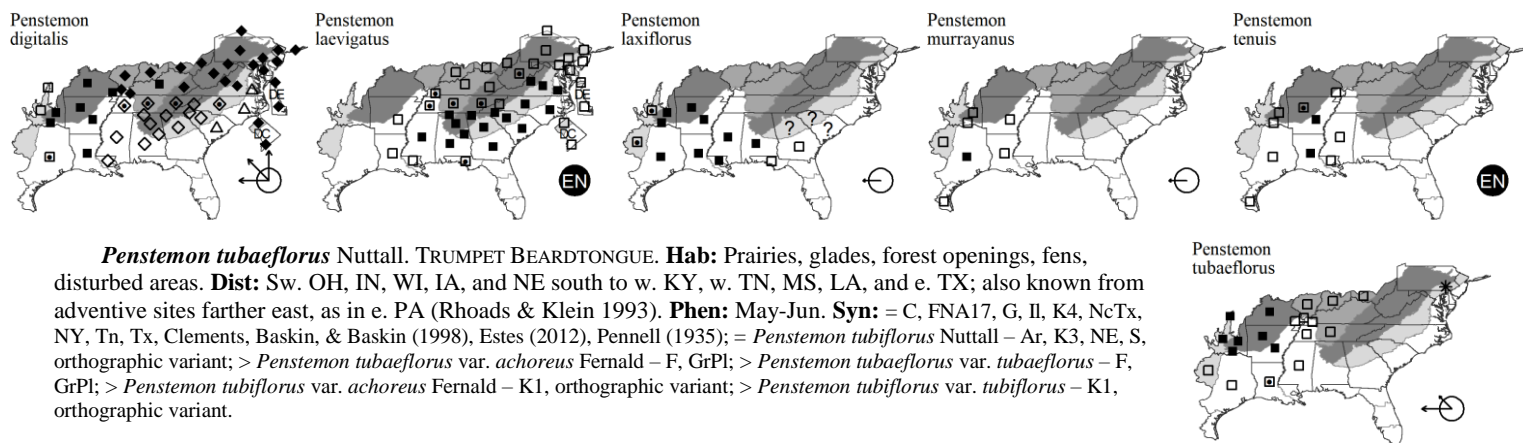 Penstemon
digitalis
DE
DC
Penstemon
laevigatus
DE
DC
EN
Penstemon
laxiflorus
? ? ?
Penstemon
murrayanus
Penstemon
tenuis
EN
Penstemon tubaeflorus Nuttall. TRUMPET BEARDTONGUE. Hab: Prairies, glades, forest openings, fens,
disturbed areas. Dist: Sw. OH, IN, WI, IA, and NE south to w. KY, w. TN, MS, LA, and e. TX; also known from
adventive sites farther east, as in e. PA (Rhoads & Klein 1993). Phen: May-Jun. Syn: = C, FNA17, G, Il, K4, NcTx,
NY, Tn, Tx, Clements, Baskin, & Baskin (1998), Estes (2012), Pennell (1935); = Penstemon tubiflorus Nuttall – Ar, K3, NE, S,
orthographic variant; > Penstemon tubaeflorus var. achoreus Fernald – F, GrPl; > Penstemon tubaeflorus var. tubaeflorus – F,
GrPl; > Penstemon tubiflorus var. achoreus Fernald – K1, orthographic variant; > Penstemon tubiflorus var. tubiflorus – K1,
orthographic variant.
Penstemon
tubaeflorus